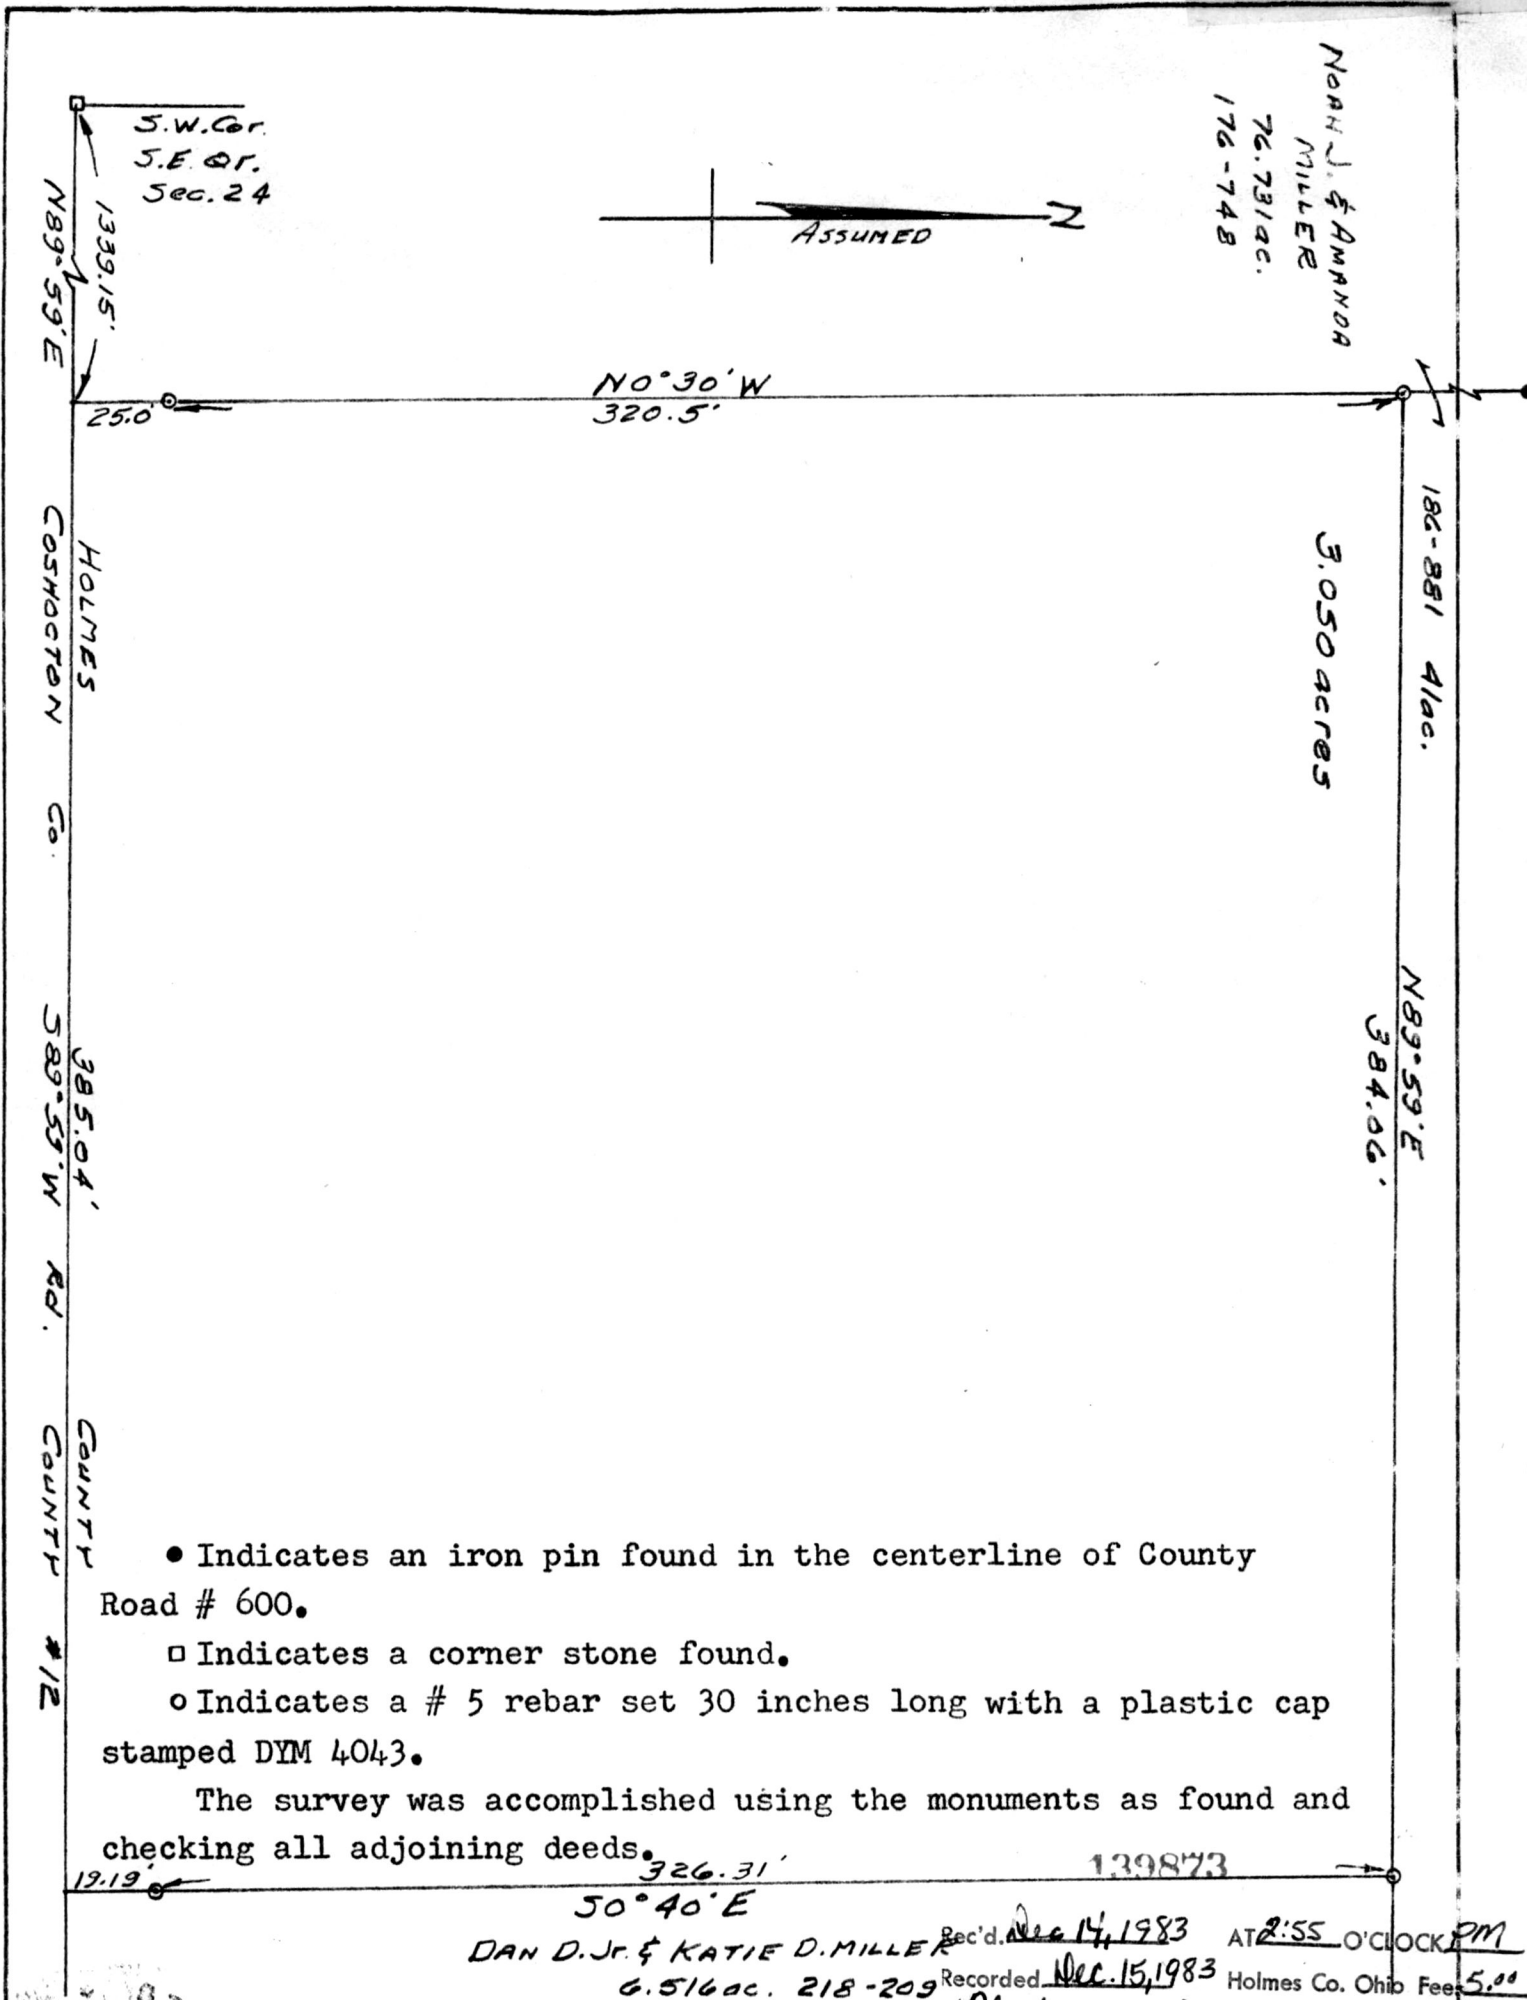 S.W. Cor.
S.E. Qr.
Sec. 24
1339.15'
N89°59'E
ASSUMED
N
NOAH J. & AMANDA
MILLER
76.731ac.
176-748
N0°30'W
25.0'
320.5'
186-881 41ac.
3.050 acres
N89°59'E
384.06'
HOLMES 385.04' COUNTY
COSHOCTON Co. S89°59'W Rd. COUNTY #12
● Indicates an iron pin found in the centerline of County
Road # 600.
□ Indicates a corner stone found.
o Indicates a # 5 rebar set 30 inches long with a plastic cap
stamped DYM 4043.
The survey was accomplished using the monuments as found and
checking all adjoining deeds.
19.19'
326.31'
139873
S0°40'E
DAN D. Jr. & KATIE D. MILLER
6.516ac. 218-209
Rec'd. Dec 14, 1983 AT 2:55 O'CLOCK PM
Recorded Dec. 15, 1983 Holmes Co. Ohio Fee 5.00